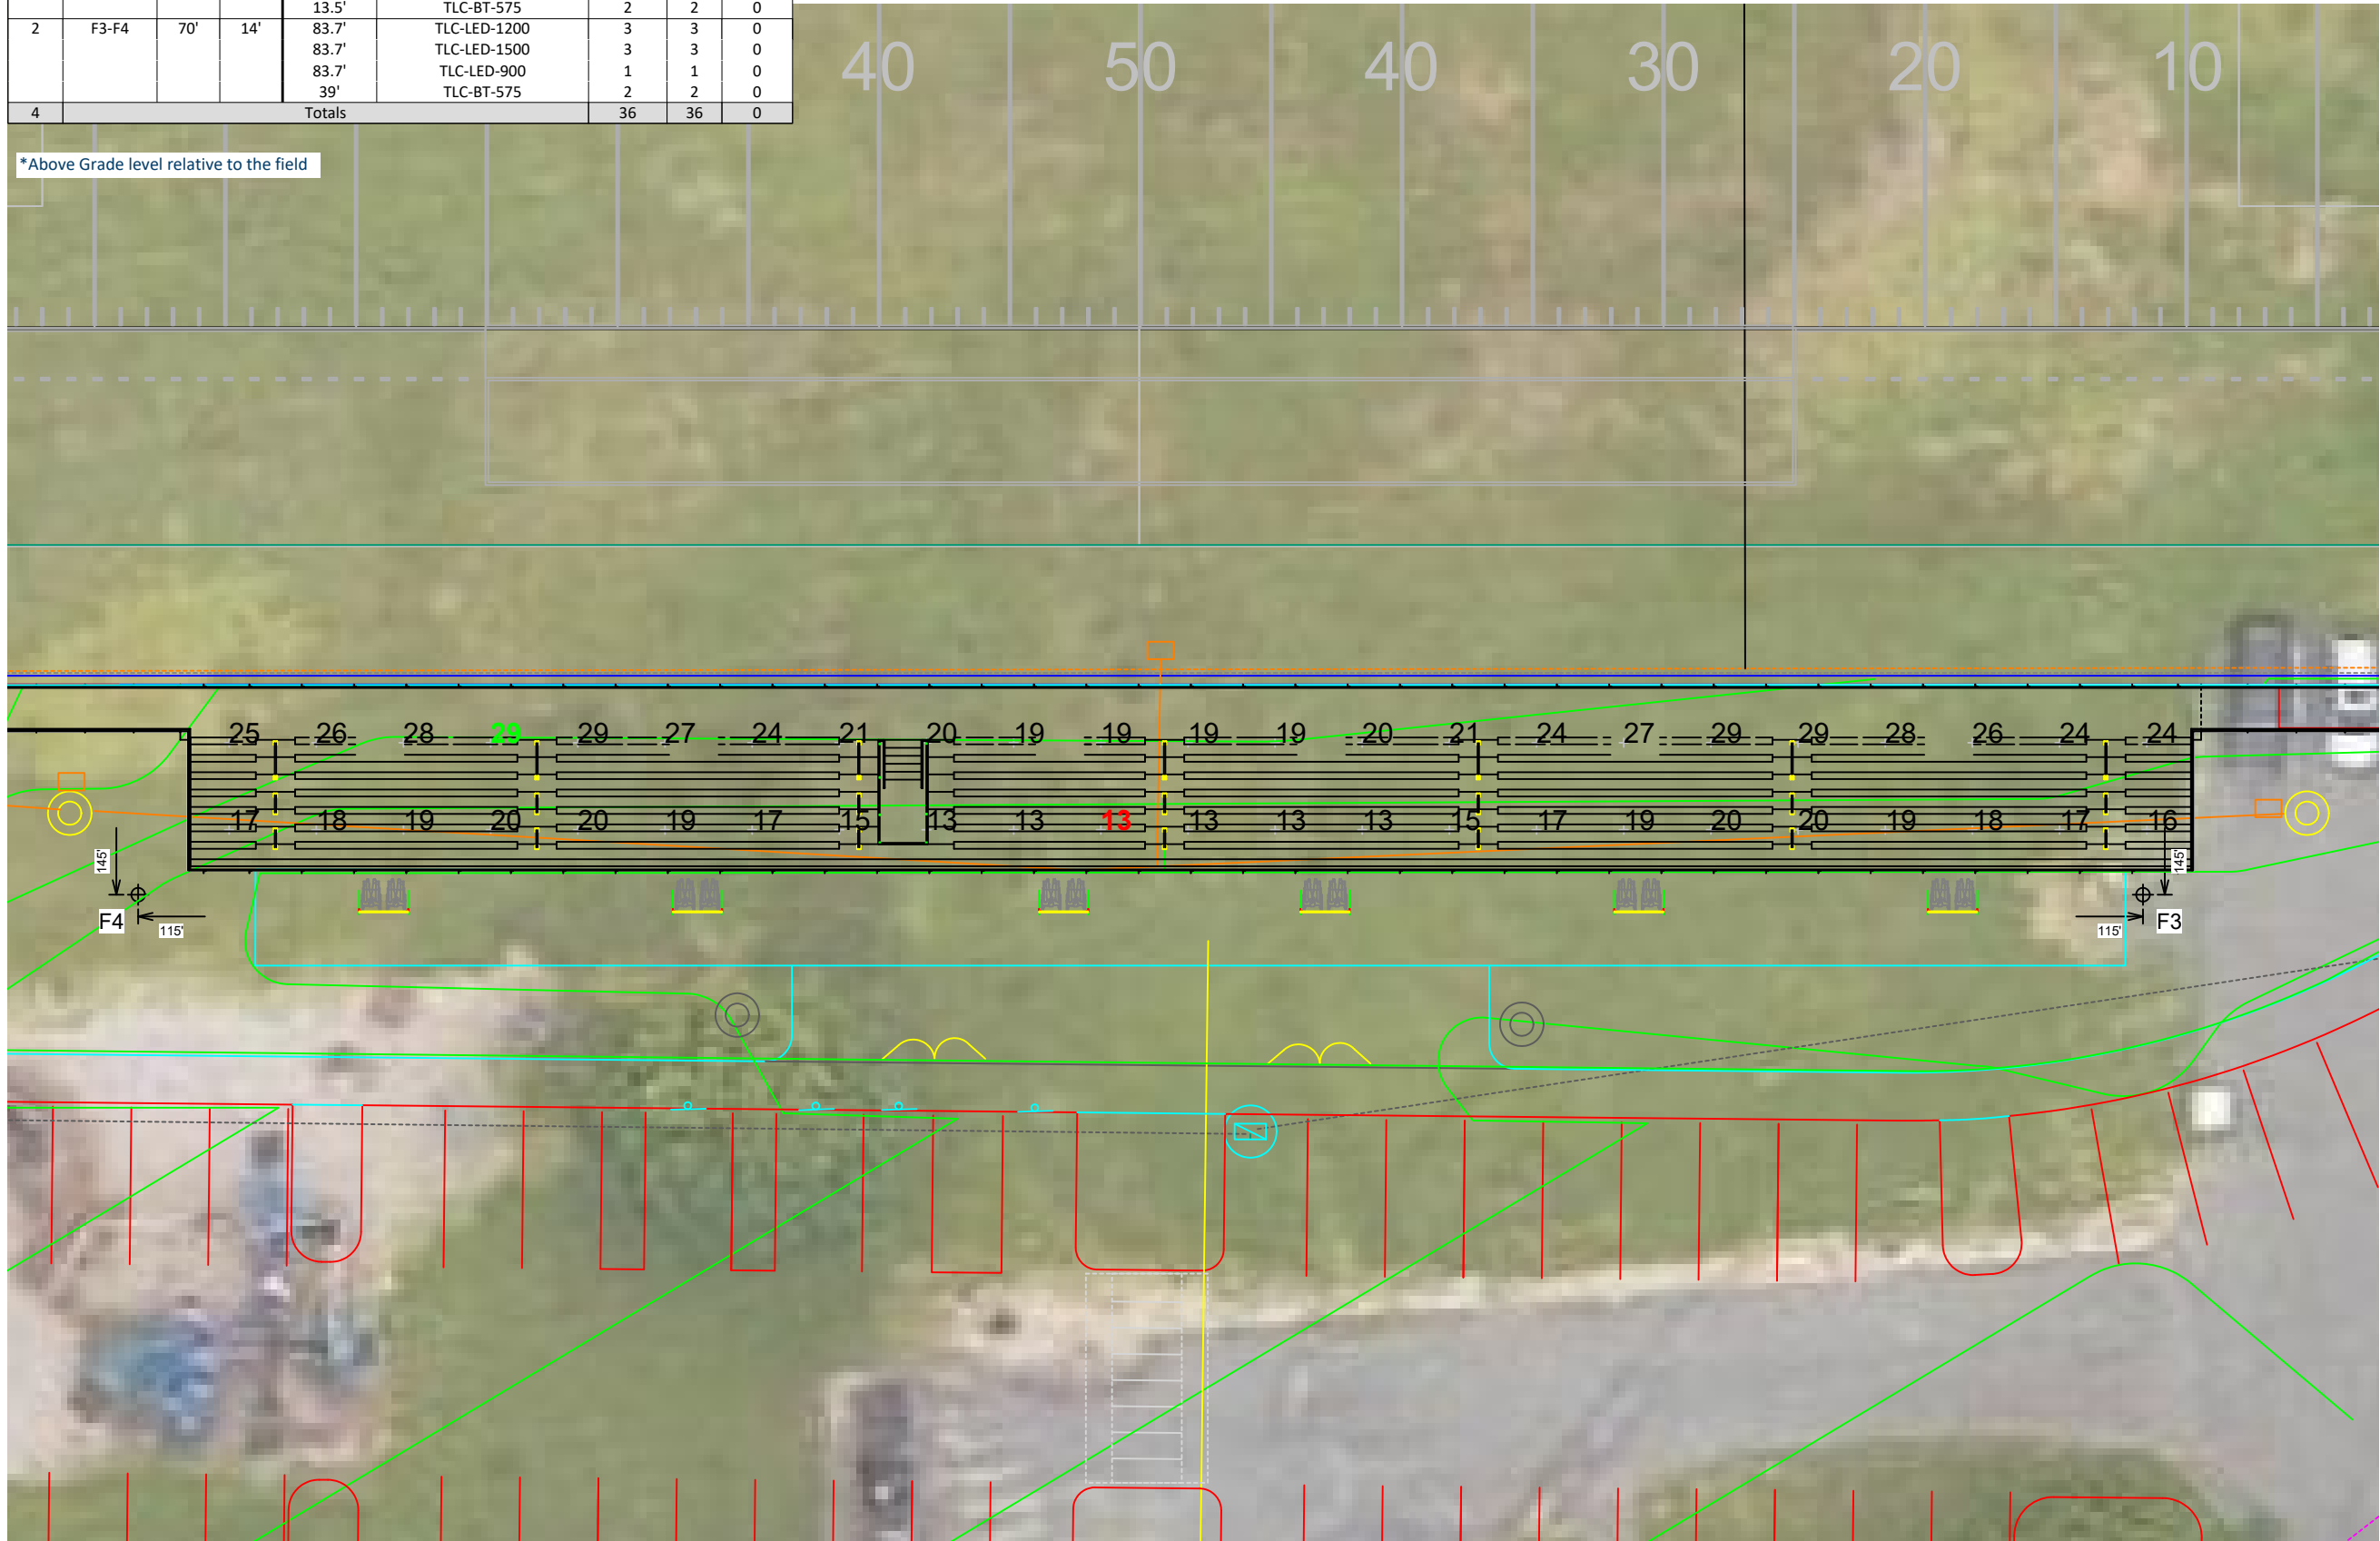 13.5' TLC-BT-575 2 2 0
2 F3-F4 70' 14' 83.7' TLC-LED-1200 3 3 0
83.7' TLC-LED-1500 3 3 0
83.7' TLC-LED-900 1 1 0
39' TLC-BT-575 2 2 0
4 Totals 36 36 0
40 50 40 30 20 10
*Above Grade level relative to the field
25 26 28 29 29 27 24 21 20 19 19 19 19 20 21 24 27 29 29 28 26 24 24
17 18 19 20 20 19 17 15 13 13 13 13 13 13 15 17 19 20 20 19 18 17 16
145' 145'
F4 F3
115' 115'